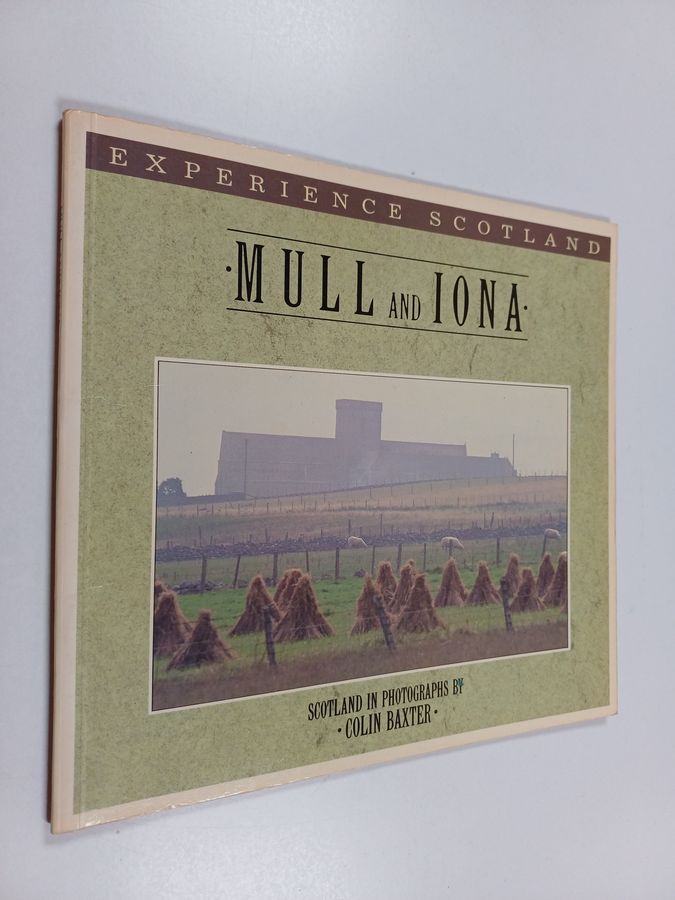 EXPERIENCE SCOTLAND
·MULL AND IONA·
SCOTLAND IN PHOTOGRAPHS BY
·COLIN BAXTER·